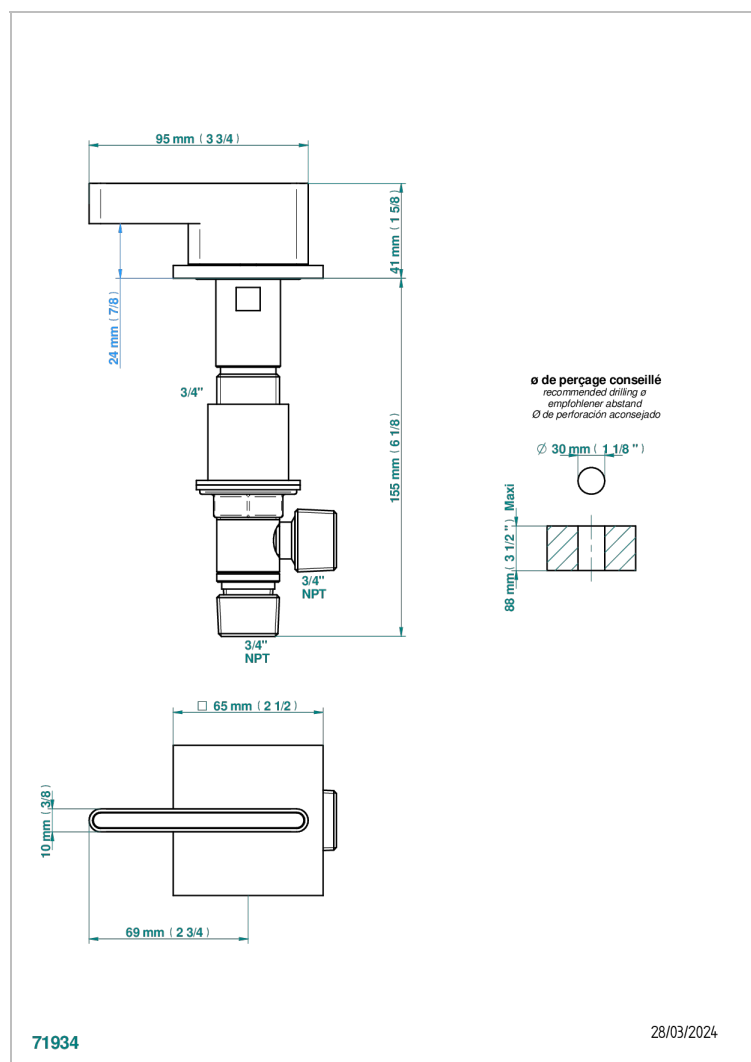 95 mm ( 3 3/4 )
41 mm ( 1 5/8 )
24 mm ( 7/8 )
3/4"
ø de perçage conseillé
recommended drilling ø
empfohlener abstand
Ø de perforación aconsejado
∅ 30 mm ( 1 1/8 " )
155 mm ( 6 1/8 )
88 mm ( 3 1/2 " ) Maxi
3/4"
NPT
3/4"
NPT
□ 65 mm ( 2 1/2 )
10 mm ( 3/8 )
69 mm ( 2 3/4 )
71934
28/03/2024